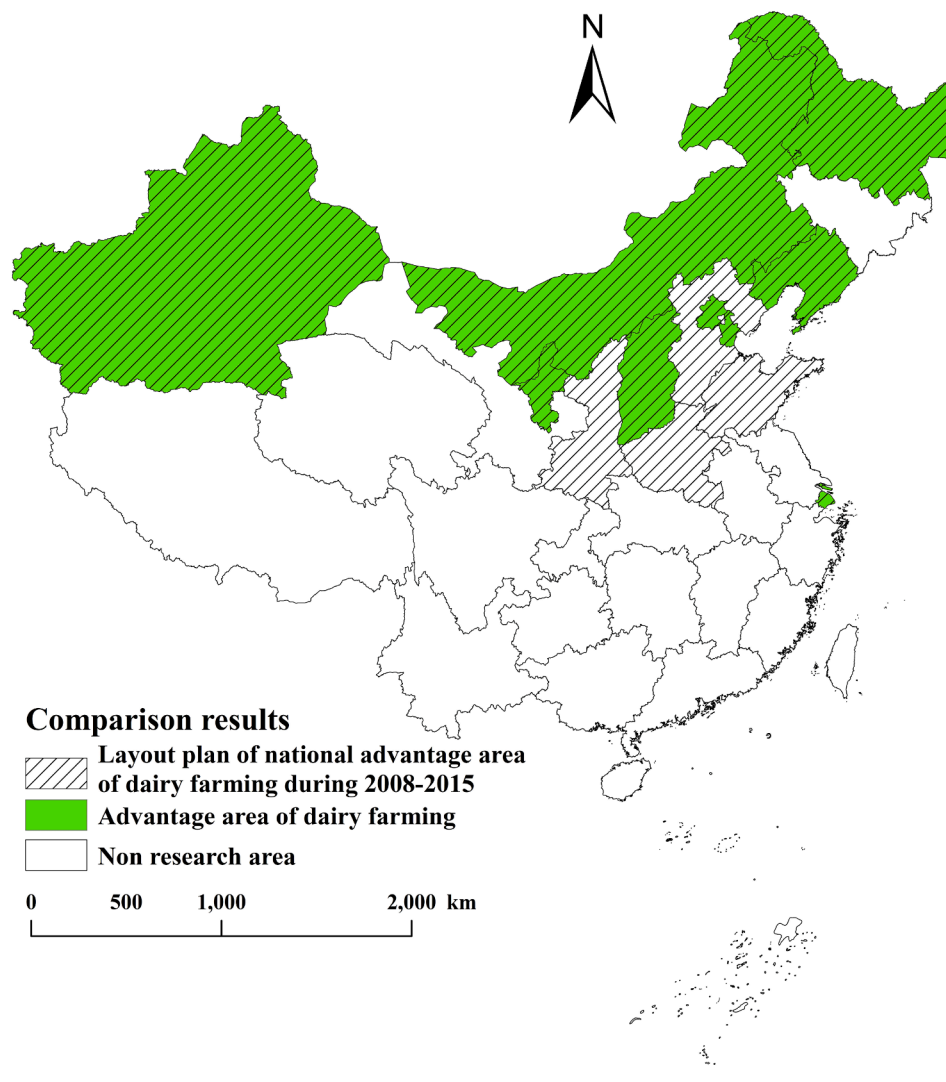 N
Comparison results
Layout plan of national advantage area
of dairy farming during 2008-2015
Advantage area of dairy farming
Non research area
0 500 1,000 2,000 km